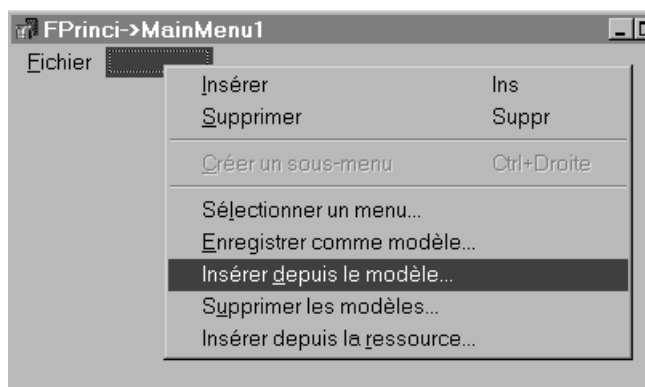 FPrinci->MainMenu1
Fichier
Insérer Ins
Supprimer Suppr
Créer un sous-menu Ctrl+Droite
Sélectionner un menu...
Enregistrer comme modèle...
Insérer depuis le modèle...
Supprimer les modèles...
Insérer depuis la ressource...